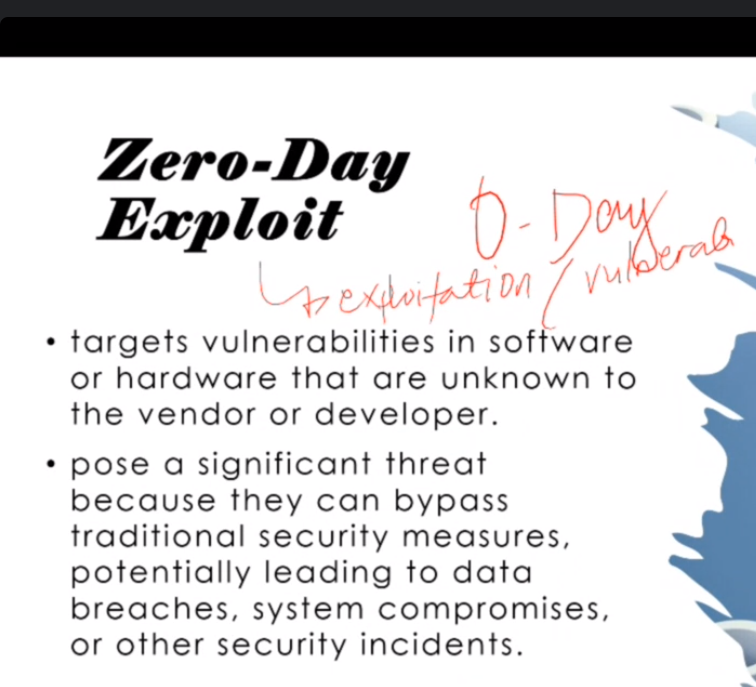 Zero-Day
Exploit
0-Day
exploitation / vulnerab
• targets vulnerabilities in software
or hardware that are unknown to
the vendor or developer.
• pose a significant threat
because they can bypass
traditional security measures,
potentially leading to data
breaches, system compromises,
or other security incidents.